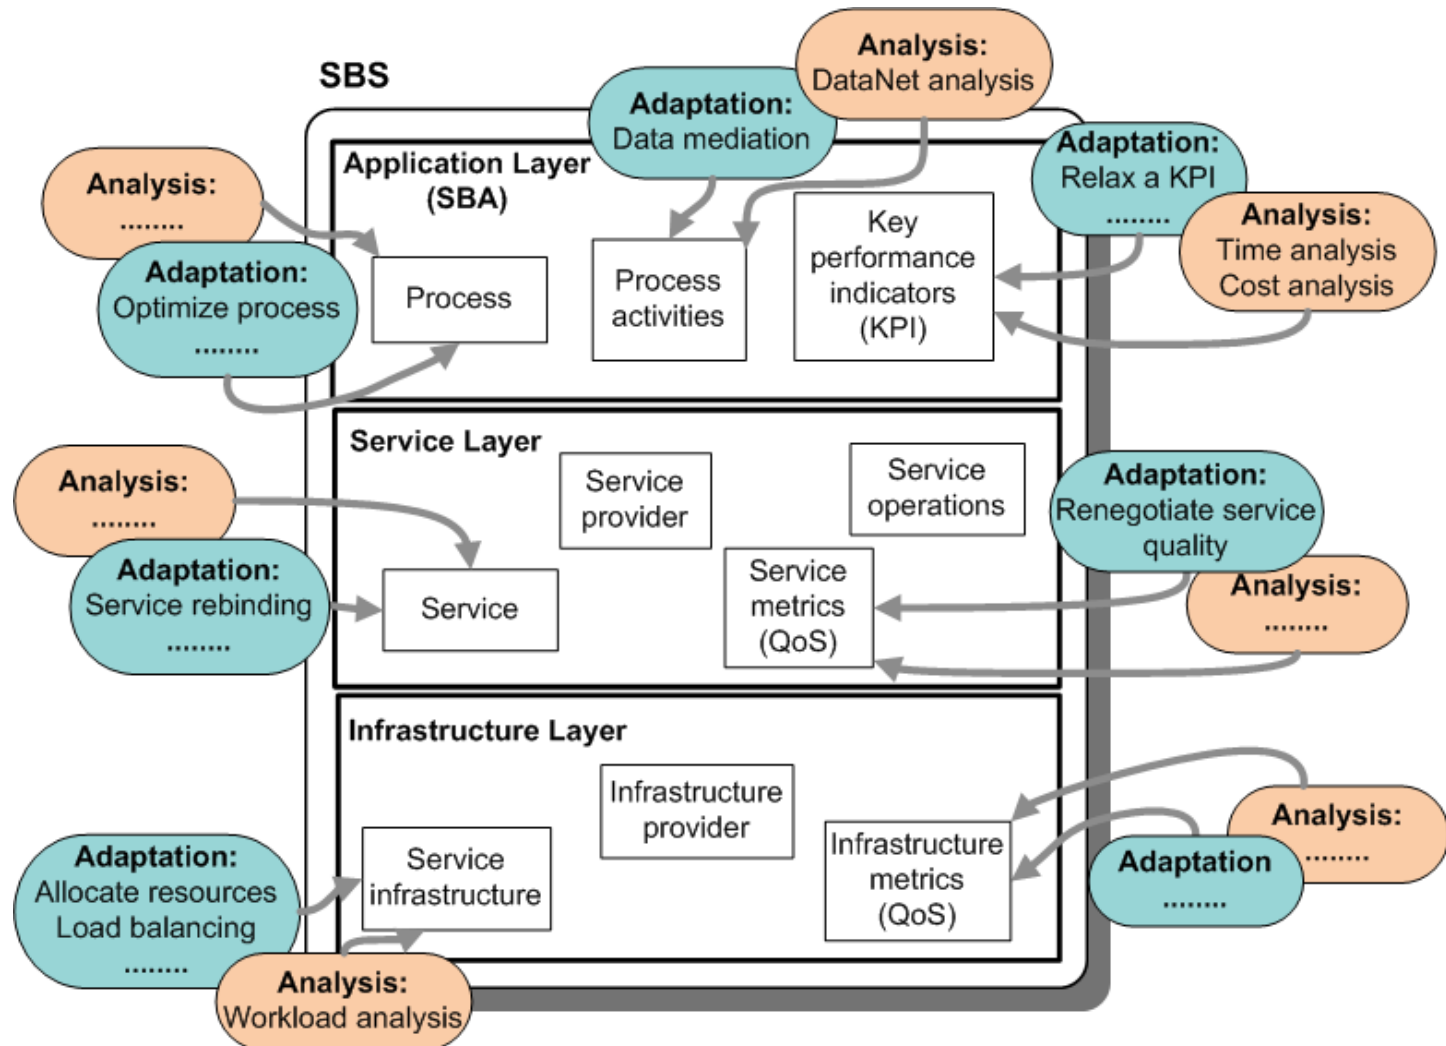 SBS
Analysis:
DataNet analysis
Adaptation:
Data mediation
Application Layer
(SBA)
Adaptation:
Relax a KPI
........
Analysis:
........
Analysis:
Time analysis
Cost analysis
Key
performance
indicators
(KPI)
Adaptation:
Optimize process
........
Process
Process
activities
Service Layer
Analysis:
........
Service
provider
Service
operations
Adaptation:
Renegotiate service
quality
Adaptation:
Service rebinding
........
Service
Service
metrics
(QoS)
Analysis:
........
Infrastructure Layer
Infrastructure
provider
Analysis:
........
Adaptation:
Allocate resources
Load balancing
........
Service
infrastructure
Infrastructure
metrics
(QoS)
Adaptation
........
Analysis:
Workload analysis